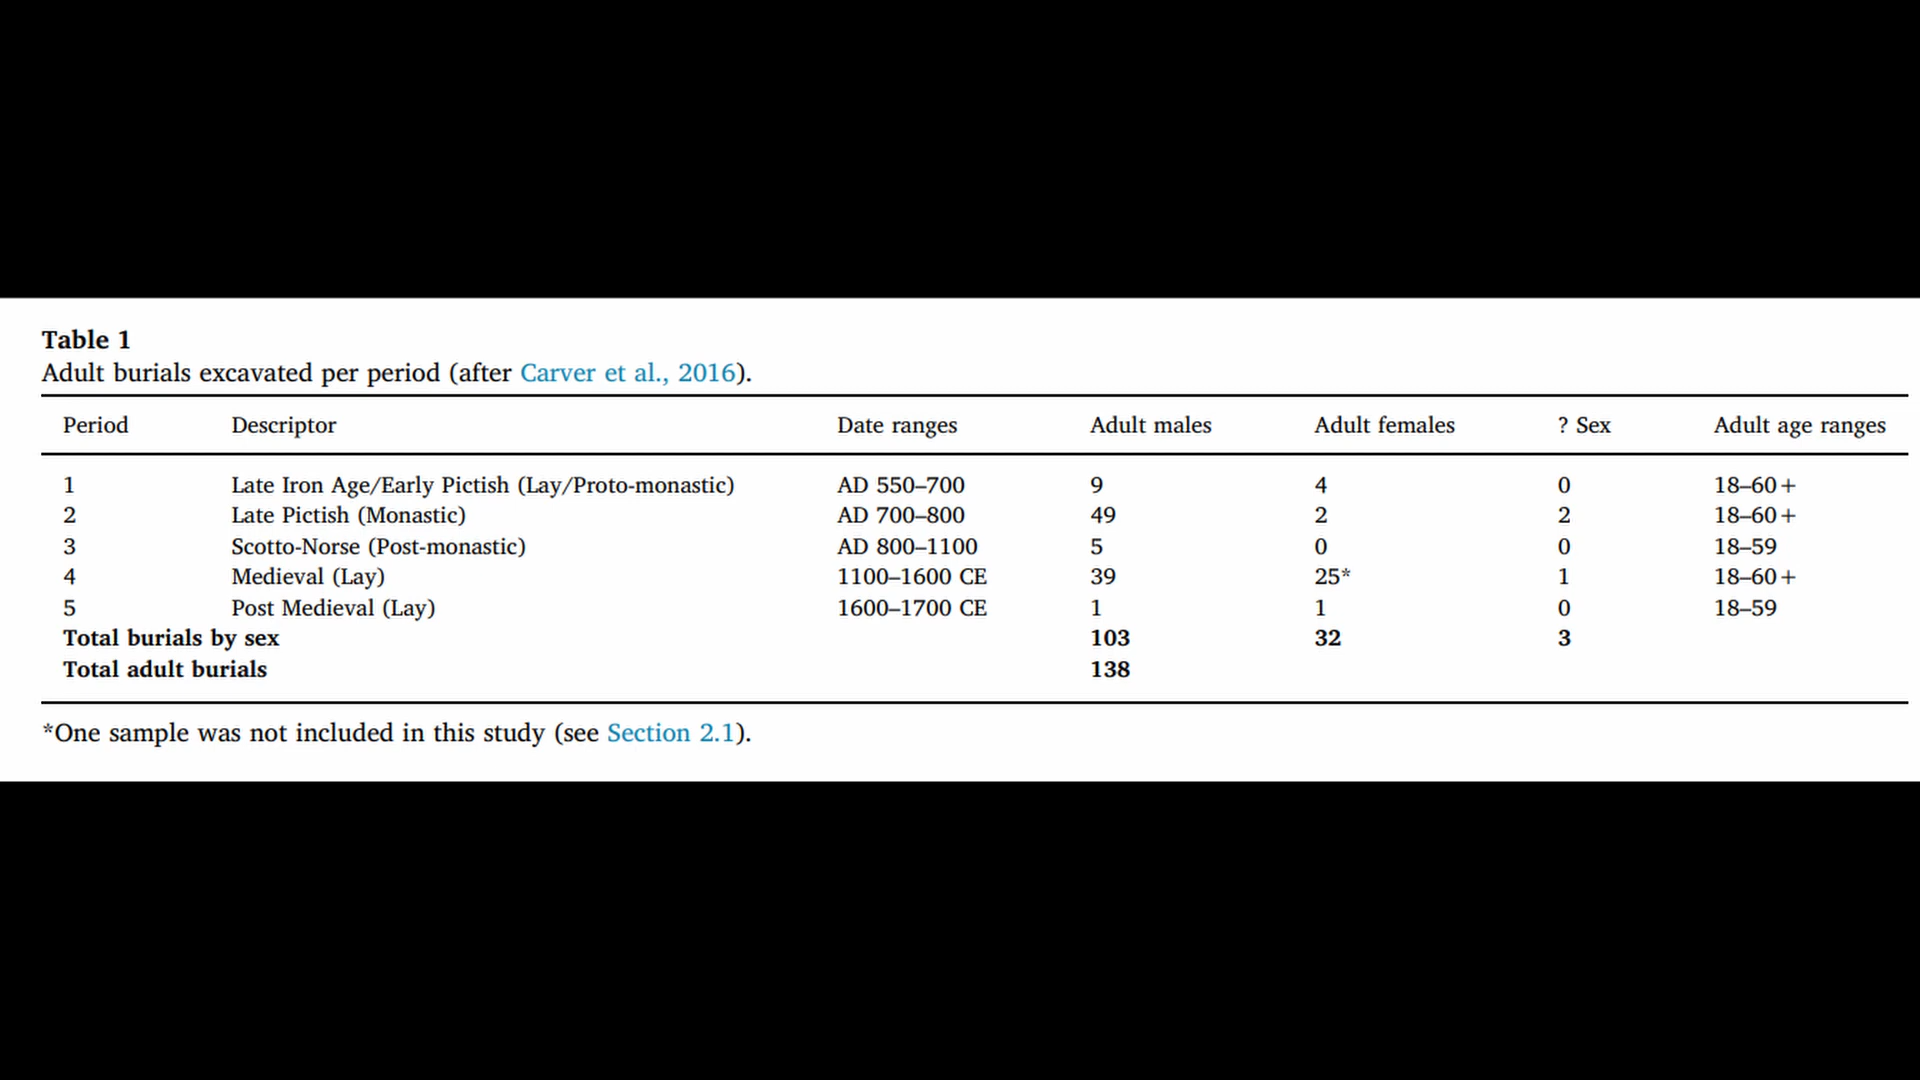 Table 1
Adult burials excavated per period (after Carver et al., 2016).
Period Descriptor Date ranges Adult males Adult females ? Sex Adult age ranges
1 Late Iron Age/Early Pictish (Lay/Proto-monastic) AD 550–700 9 4 0 18–60+
2 Late Pictish (Monastic) AD 700–800 49 2 2 18–60+
3 Scotto-Norse (Post-monastic) AD 800–1100 5 0 0 18–59
4 Medieval (Lay) 1100–1600 CE 39 25* 1 18–60+
5 Post Medieval (Lay) 1600–1700 CE 1 1 0 18–59
Total burials by sex 103 32 3
Total adult burials 138
*One sample was not included in this study (see Section 2.1).